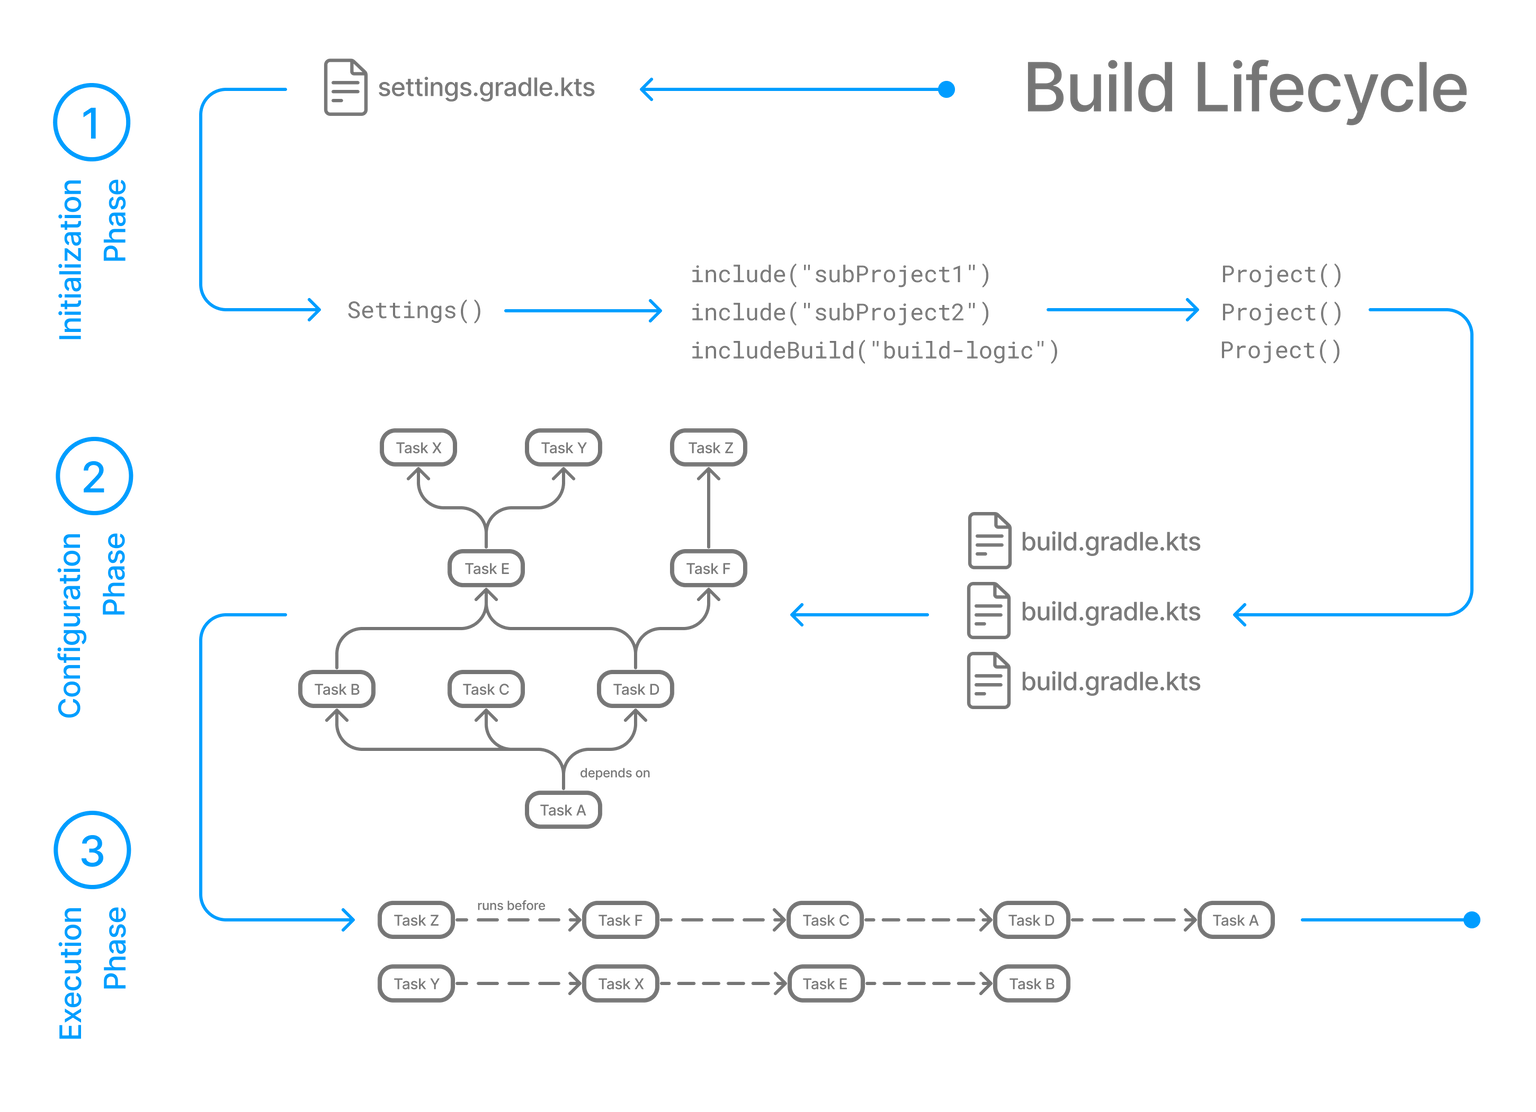 Build Lifecycle
settings.gradle.kts
1
Initialization
Phase
Settings()
include("subProject1")
include("subProject2")
includeBuild("build-logic")
Project()
Project()
Project()
2
Configuration
Phase
build.gradle.kts
build.gradle.kts
build.gradle.kts
Task X
Task Y
Task Z
Task E
Task F
Task B
Task C
Task D
depends on
Task A
3
Execution
Phase
Task Z
runs before
Task F
Task C
Task D
Task A
Task Y
Task X
Task E
Task B